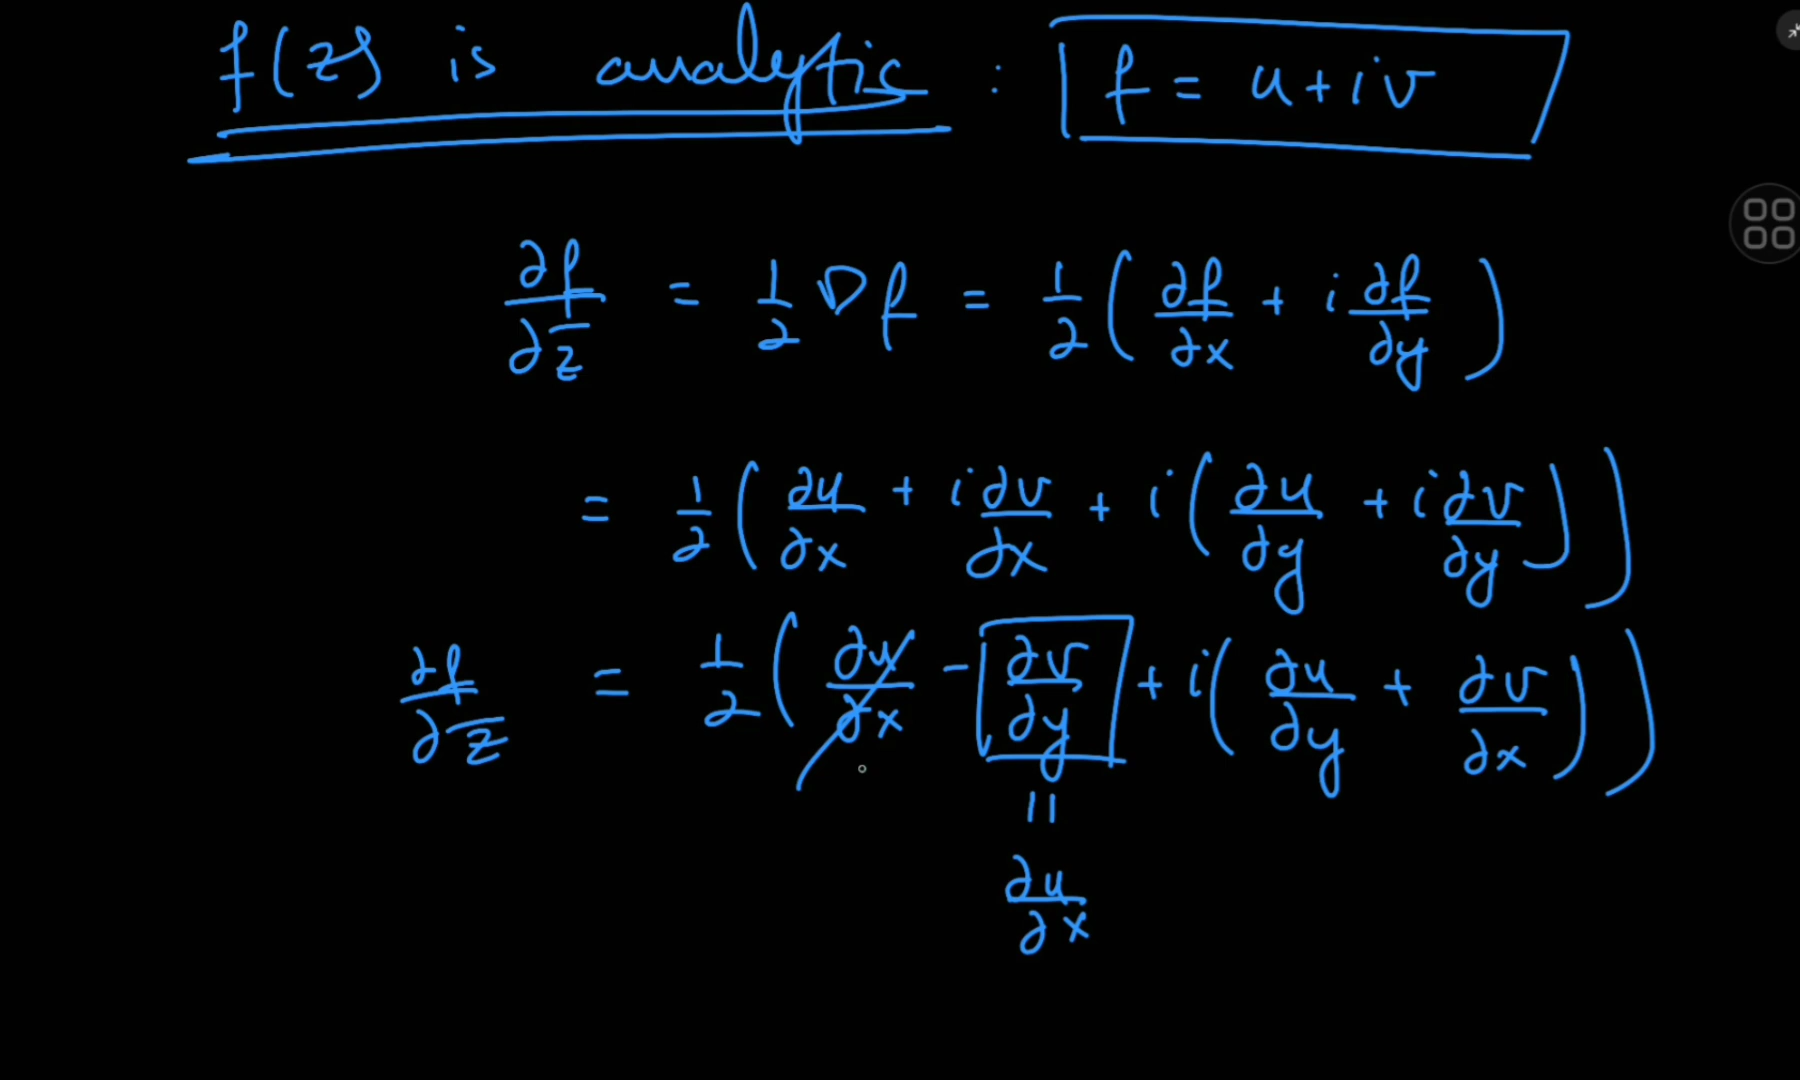 f(z) is analytic : f = u + iv
∂f/∂z̅ = 1/2 ∇f = 1/2 ( ∂f/∂x + i ∂f/∂y )
= 1/2 ( ∂u/∂x + i ∂v/∂x + i ( ∂u/∂y + i ∂v/∂y ) )
∂f/∂z̅ = 1/2 ( ∂u/∂x - ∂v/∂y + i ( ∂u/∂y + ∂v/∂x ) )
=
∂u/∂x